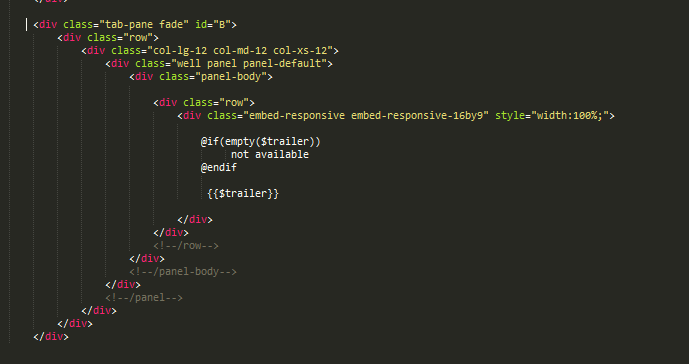 <div class="tab-pane fade" id="B">
<div class="row">
<div class="col-lg-12 col-md-12 col-xs-12">
<div class="well panel panel-default">
<div class="panel-body">
<div class="row">
<div class="embed-responsive embed-responsive-16by9" style="width:100%;">
@if(empty($trailer))
not available
@endif
{{$trailer}}
</div>
</div>
<!--/row-->
</div>
<!--/panel-body-->
</div>
<!--/panel-->
</div>
</div>
</div>